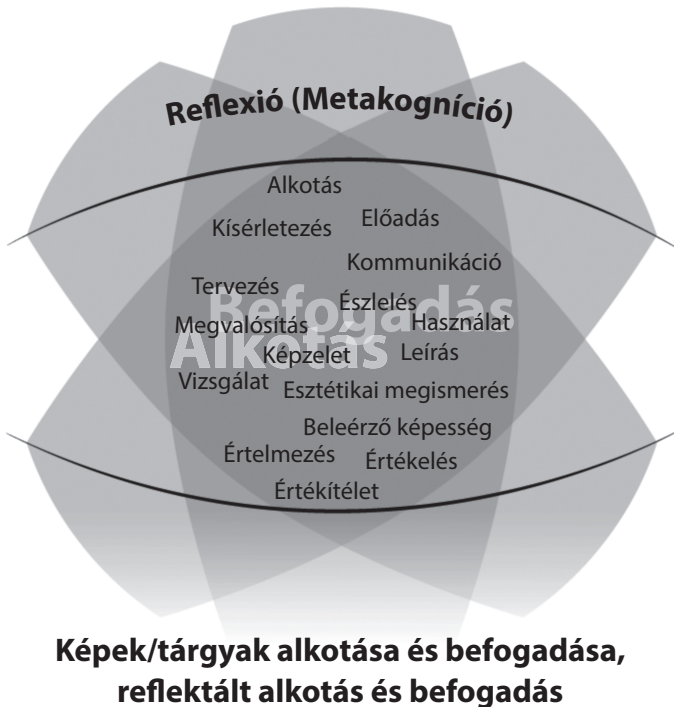 Reflexió (Metakogníció)
Alkotás
Kísérletezés
Előadás
Kommunikáció
Tervezés
Észlelés
Befogadás
Megvalósítás
Használat
Alkotás
Képzelet
Leírás
Vizsgálat
Esztétikai megismerés
Beleérző képesség
Értelmezés
Értékelés
Értékítélet
Képek/tárgyak alkotása és befogadása,
reflektált alkotás és befogadás